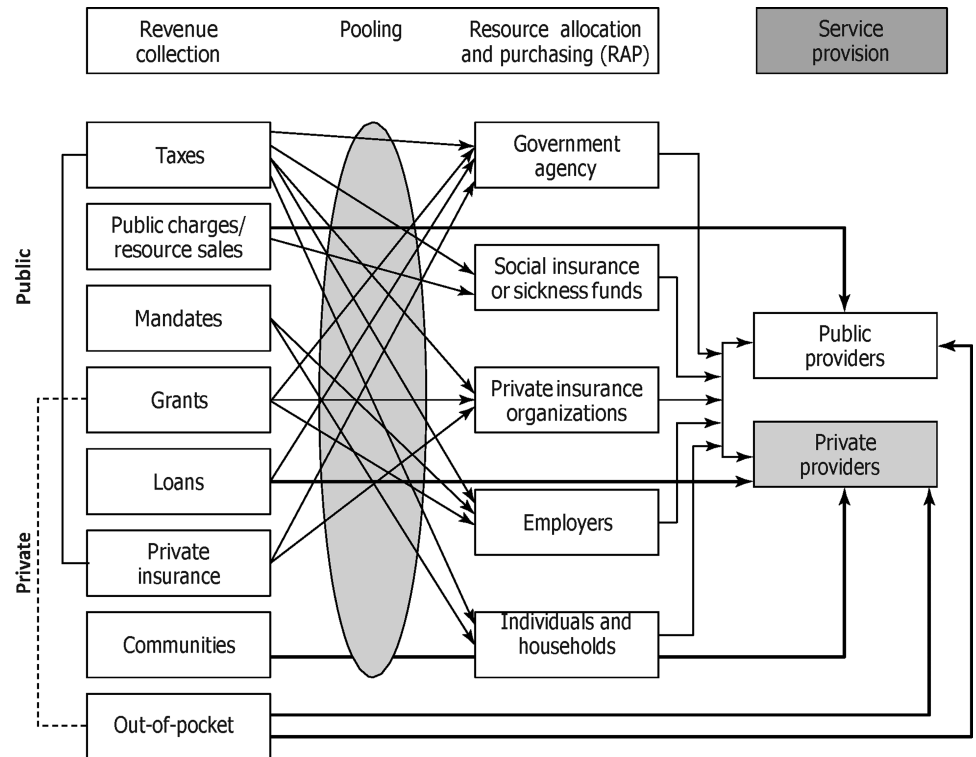 Revenue
collection
Pooling
Resource allocation
and purchasing (RAP)
Service
provision
Public
Private
Taxes
Public charges/
resource sales
Mandates
Grants
Loans
Private
insurance
Communities
Out-of-pocket
Government
agency
Social insurance
or sickness funds
Private insurance
organizations
Employers
Individuals and
households
Public
providers
Private
providers